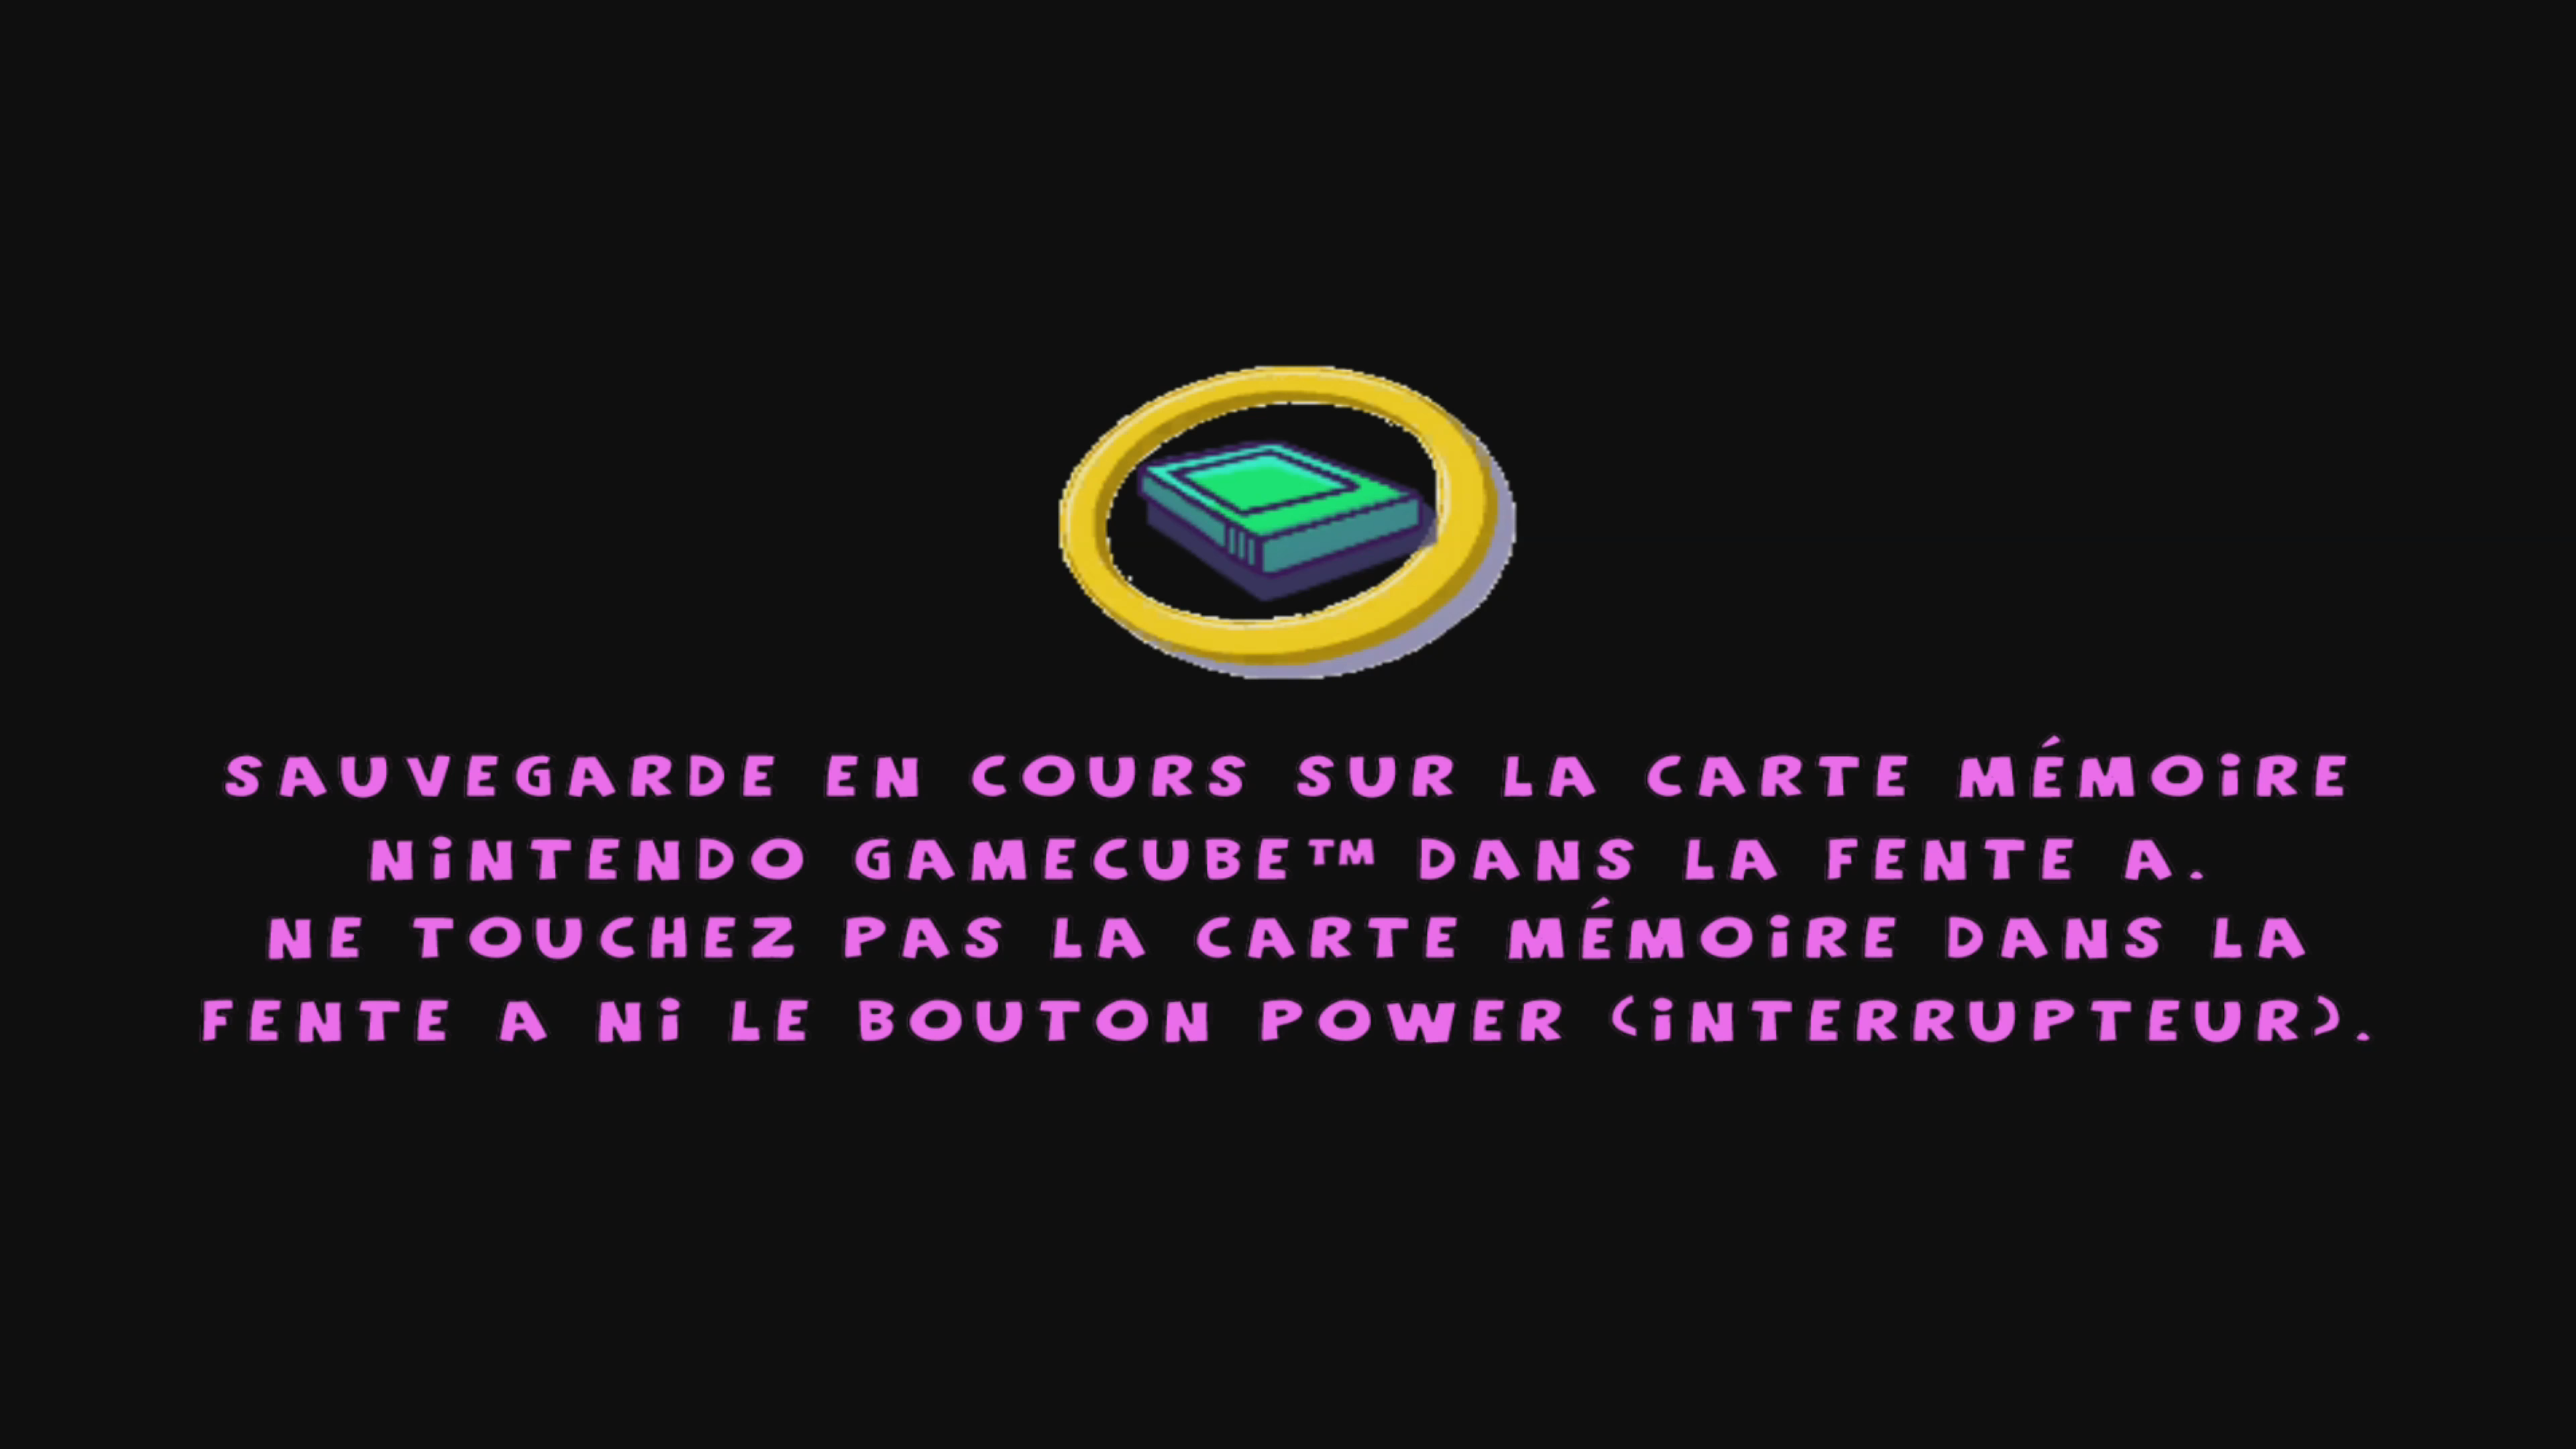 SAUVEGARDE EN COURS SUR LA CARTE MÉMOIRE
NINTENDO GAMECUBE™ DANS LA FENTE A.
NE TOUCHEZ PAS LA CARTE MÉMOIRE DANS LA
FENTE A NI LE BOUTON POWER (INTERRUPTEUR).